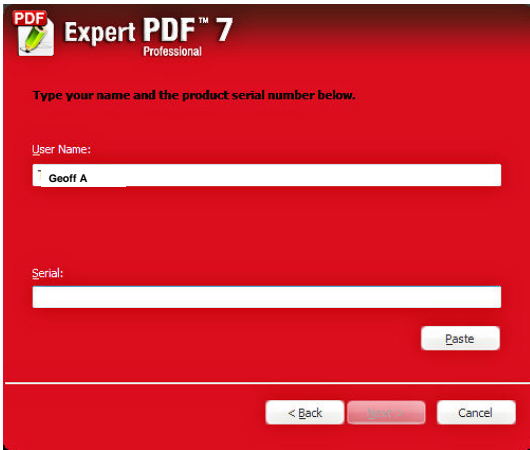 PDF
Expert PDF™ 7
Professional
Type your name and the product serial number below.
User Name:
Geoff A
Serial:
Paste
< Back
Next >
Cancel